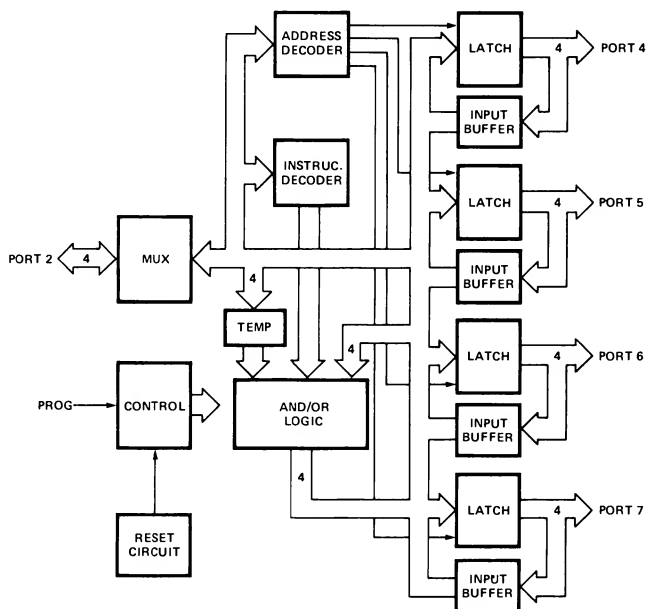 ADDRESS
DECODER
LATCH
4
PORT 4
INPUT
BUFFER
INSTRUC.
DECODER
LATCH
4
PORT 5
PORT 2
4
MUX
INPUT
BUFFER
4
TEMP
4
LATCH
4
PORT 6
PROG
CONTROL
AND/OR
LOGIC
INPUT
BUFFER
4
LATCH
4
PORT 7
RESET
CIRCUIT
INPUT
BUFFER